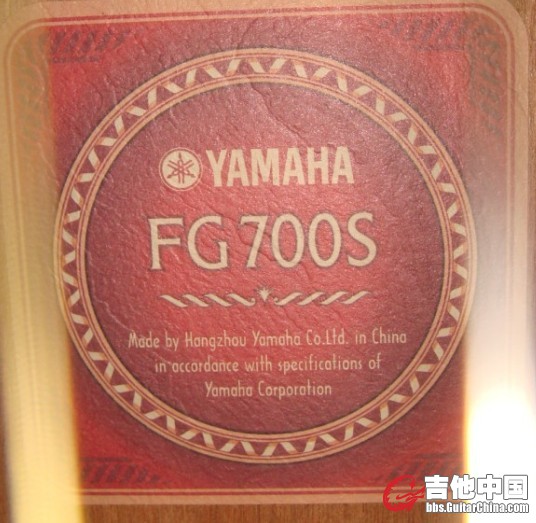 YAMAHA
FG700S
Made by Hangzhou Yamaha Co.Ltd. in China
in accordance with specifications of
Yamaha Corporation
吉他中国
bbs.GuitarChina.com